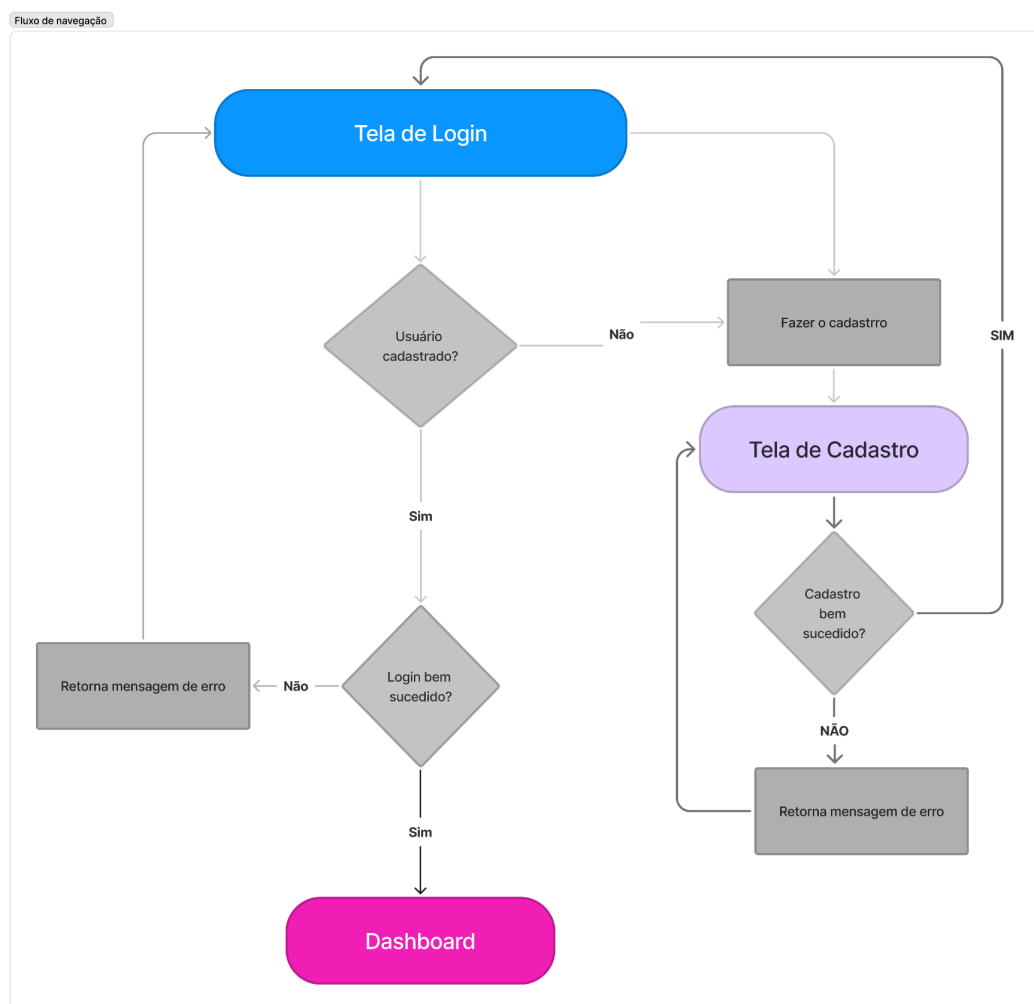 Fluxo de navegação
Tela de Login
Usuário
cadastrado?
Não
Fazer o cadastrro
SIM
Tela de Cadastro
Sim
Cadastro
bem
sucedido?
Login bem
sucedido?
Não
Retorna mensagem de erro
NÃO
Retorna mensagem de erro
Sim
Dashboard